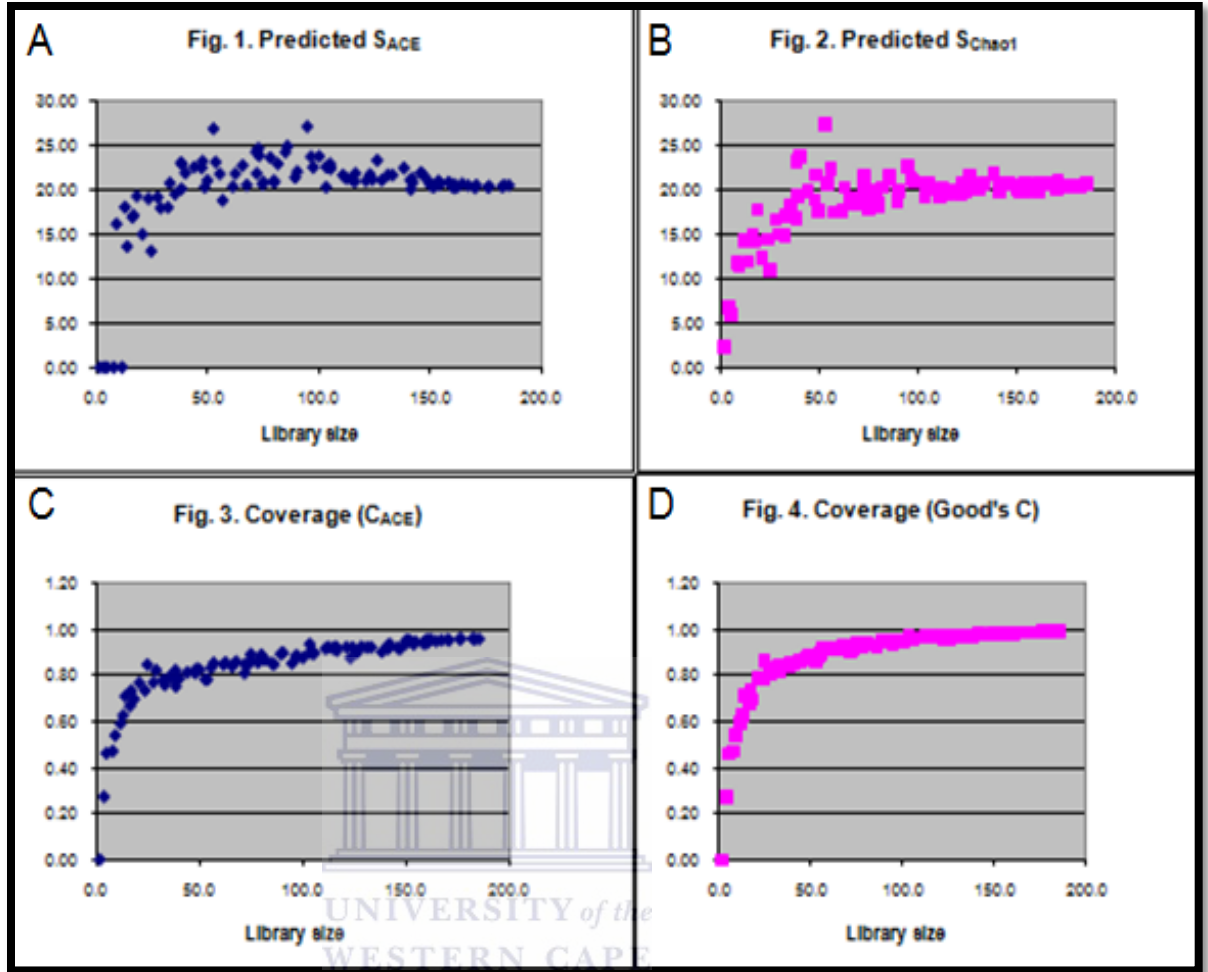 A
Fig. 1. Predicted SACE
30.00
25.00
20.00
15.00
10.00
5.00
0.00
0.0 50.0 100.0 150.0 200.0
Library size
B
Fig. 2. Predicted SChao1
30.00
25.00
20.00
15.00
10.00
5.00
0.00
0.0 50.0 100.0 150.0 200.0
Library size
C
Fig. 3. Coverage (CACE)
1.20
1.00
0.80
0.60
0.40
0.20
0.00
0.0 50.0 100.0 150.0 200.0
Library size
D
Fig. 4. Coverage (Good's C)
1.20
1.00
0.80
0.60
0.40
0.20
0.00
0.0 50.0 100.0 150.0 200.0
Library size
UNIVERSITY of the
WESTERN CAPE